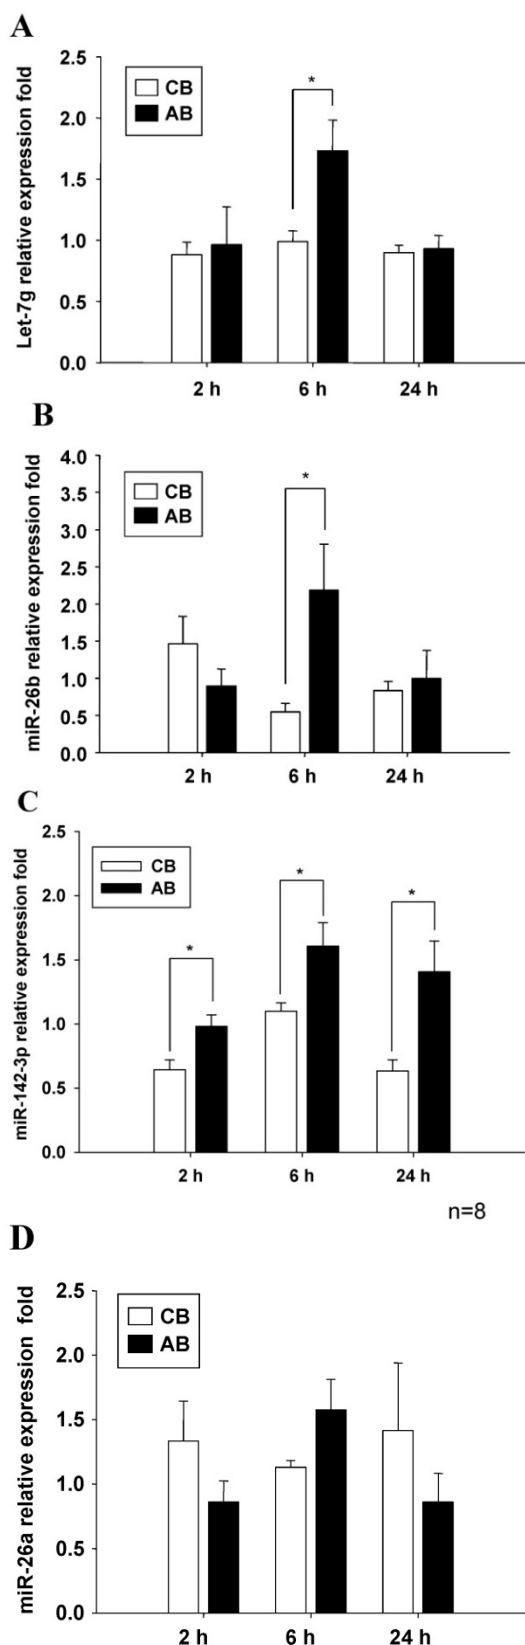 A
Let-7g relative expression fold
2.5
2.0
1.5
1.0
0.5
0.0
CB
AB
*
2 h 6 h 24 h
B
miR-26b relative expression fold
4.0
3.5
3.0
2.5
2.0
1.5
1.0
0.5
0.0
CB
AB
*
2 h 6 h 24 h
C
miR-142-3p relative expression fold
2.5
2.0
1.5
1.0
0.5
0.0
CB
AB
* * *
2 h 6 h 24 h
n=8
D
miR-26a relative expression fold
2.5
2.0
1.5
1.0
0.5
0.0
CB
AB
2 h 6 h 24 h